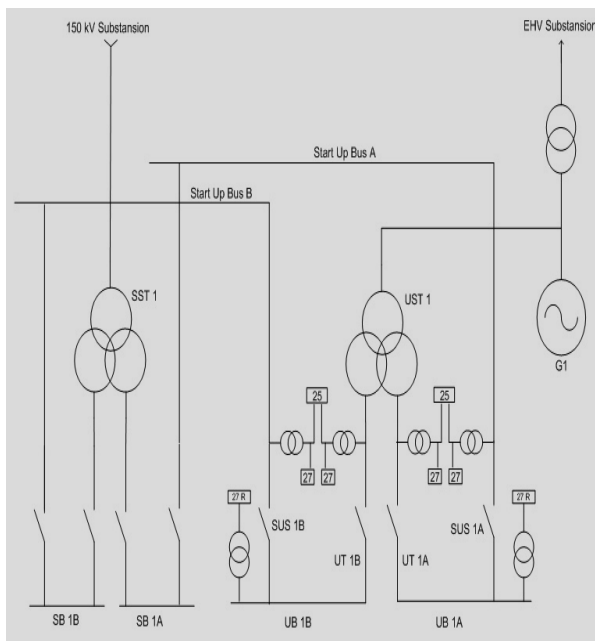 150 kV Substansion
EHV Substansion
Start Up Bus A
Start Up Bus B
SST 1
UST 1
G1
25
25
27
27
27
27
27 R
27 R
SUS 1B
UT 1B
UT 1A
SUS 1A
SB 1B
SB 1A
UB 1B
UB 1A